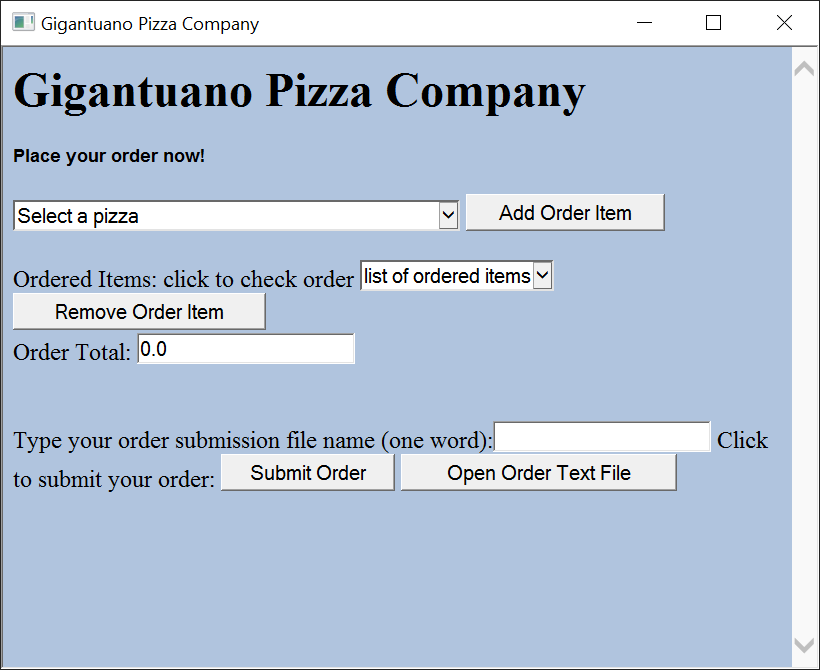 Gigantuano Pizza Company
Gigantuano Pizza Company
Place your order now!
Select a pizza Add Order Item
Ordered Items: click to check order list of ordered items
Remove Order Item
Order Total: 0.0
Type your order submission file name (one word): Click
to submit your order: Submit Order Open Order Text File